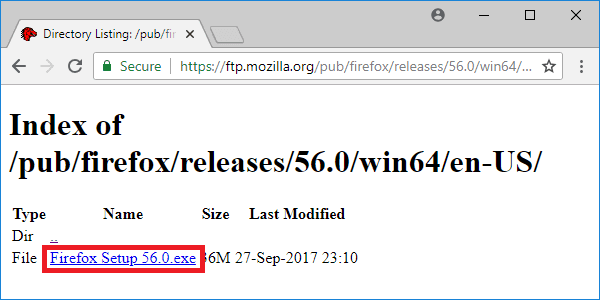 Directory Listing: /pub/fir
Secure https://ftp.mozilla.org/pub/firefox/releases/56.0/win64/...
Index of
/pub/firefox/releases/56.0/win64/en-US/
Type Name Size Last Modified
Dir ..
File Firefox Setup 56.0.exe 36M 27-Sep-2017 23:10